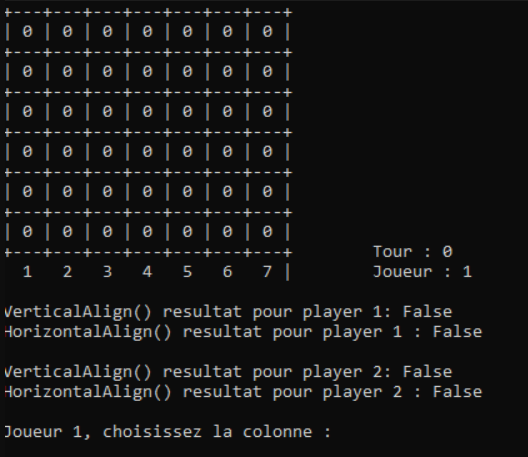 +---+---+---+---+---+---+---+
| 0 | 0 | 0 | 0 | 0 | 0 | 0 |
+---+---+---+---+---+---+---+
| 0 | 0 | 0 | 0 | 0 | 0 | 0 |
+---+---+---+---+---+---+---+
| 0 | 0 | 0 | 0 | 0 | 0 | 0 |
+---+---+---+---+---+---+---+
| 0 | 0 | 0 | 0 | 0 | 0 | 0 |
+---+---+---+---+---+---+---+
| 0 | 0 | 0 | 0 | 0 | 0 | 0 |
+---+---+---+---+---+---+---+
| 0 | 0 | 0 | 0 | 0 | 0 | 0 |
+---+---+---+---+---+---+---+ Tour : 0
1 2 3 4 5 6 7 | Joueur : 1
VerticalAlign() resultat pour player 1: False
HorizontalAlign() resultat pour player 1 : False
VerticalAlign() resultat pour player 2: False
HorizontalAlign() resultat pour player 2 : False
Joueur 1, choisissez la colonne :